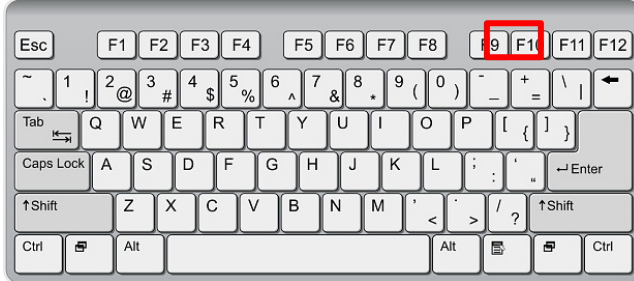 Esc F1 F2 F3 F4 F5 F6 F7 F8 F9 F10 F11 F12
~ ` 1 ! 2 @ 3 # 4 $ 5 % 6 ^ 7 & 8 * 9 ( 0 ) - _ + = \ |
Tab Q W E R T Y U I O P [ { ] }
Caps Lock A S D F G H J K L ; : ' " Enter
↑Shift Z X C V B N M ' < . > / ? ↑Shift
Ctrl Alt Alt Ctrl